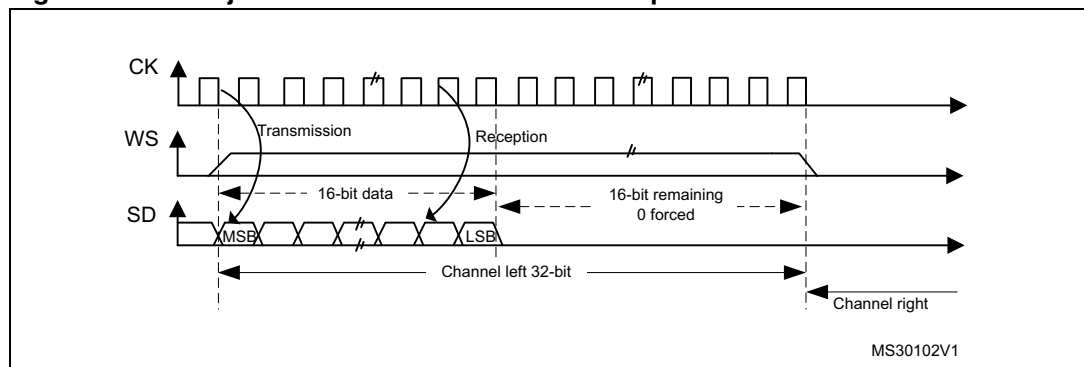 CK
Transmission
Reception
WS
16-bit data
16-bit remaining
0 forced
SD
MSB
LSB
Channel left 32-bit
Channel right
MS30102V1